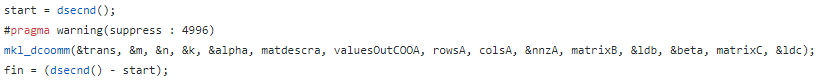 start = dsecnd();
#pragma warning(suppress : 4996)
mkl_dcoomm(&trans, &m, &n, &k, &alpha, matdescra, valuesOutCOOA, rowsA, colsA, &nnzA, matrixB, &ldb, &beta, matrixC, &ldc);
fin = (dsecnd() - start);